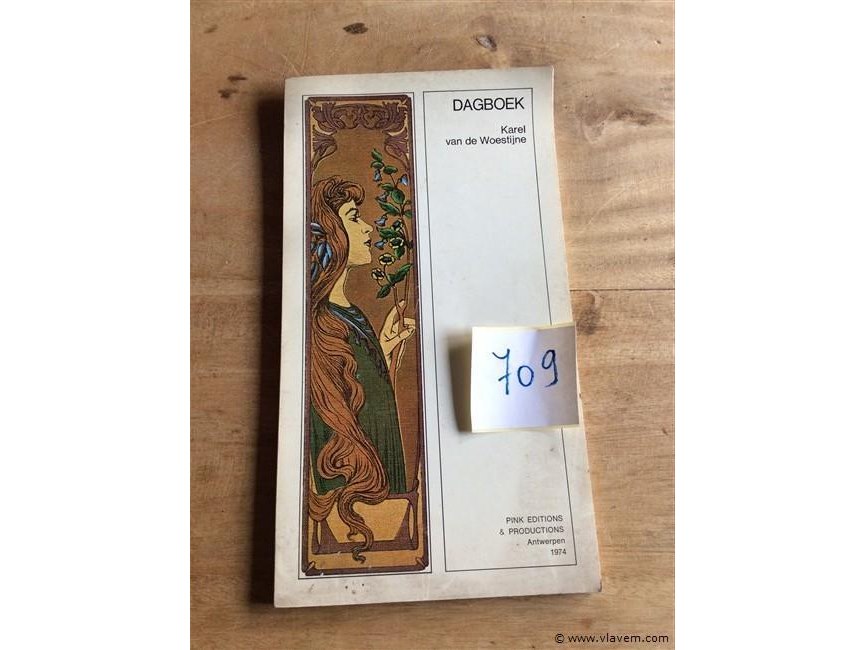 DAGBOEK
Karel
van de Woestijne
709
PINK EDITIONS
& PRODUCTIONS
Antwerpen
1974
© www.vlavem.com